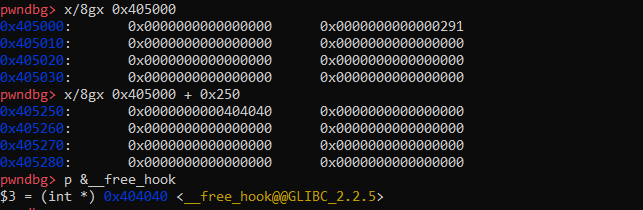 pwndbg> x/8gx 0x405000
0x405000: 0x0000000000000000 0x0000000000000291
0x405010: 0x0000000000000000 0x0000000000000000
0x405020: 0x0000000000000000 0x0000000000000000
0x405030: 0x0000000000000000 0x0000000000000000
pwndbg> x/8gx 0x405000 + 0x250
0x405250: 0x0000000000404040 0x0000000000000000
0x405260: 0x0000000000000000 0x0000000000000000
0x405270: 0x0000000000000000 0x0000000000000000
0x405280: 0x0000000000000000 0x0000000000000000
pwndbg> p &__free_hook
$3 = (int *) 0x404040 <__free_hook@@GLIBC_2.2.5>